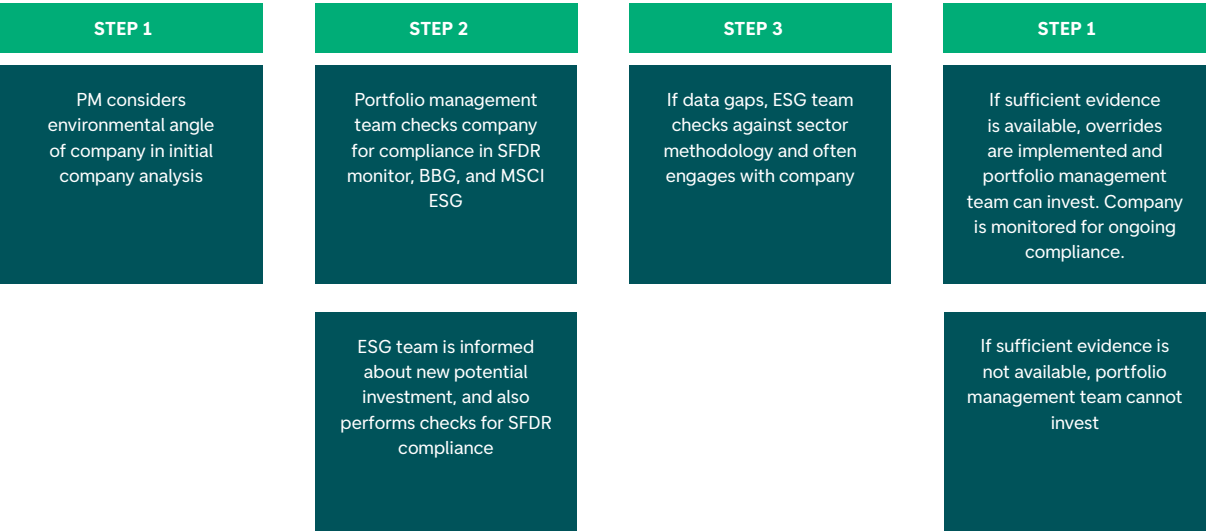 STEP 1
PM considers
environmental angle
of company in initial
company analysis
STEP 2
Portfolio management
team checks company
for compliance in SFDR
monitor, BBG, and MSCI
ESG
ESG team is informed
about new potential
investment, and also
performs checks for SFDR
compliance
STEP 3
If data gaps, ESG team
checks against sector
methodology and often
engages with company
STEP 1
If sufficient evidence
is available, overrides
are implemented and
portfolio management
team can invest. Company
is monitored for ongoing
compliance.
If sufficient evidence is
not available, portfolio
management team cannot
invest